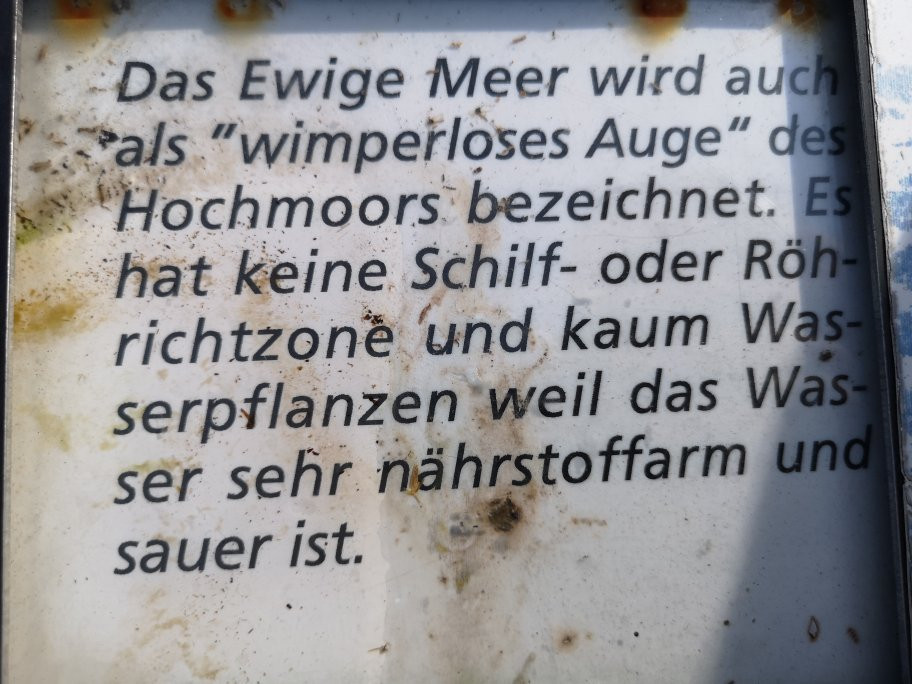 Das Ewige Meer wird auch
als "wimperloses Auge" des
Hochmoors bezeichnet. Es
hat keine Schilf- oder Röh-
richtzone und kaum Was-
serpflanzen weil das Was-
ser sehr nährstoffarm und
sauer ist.